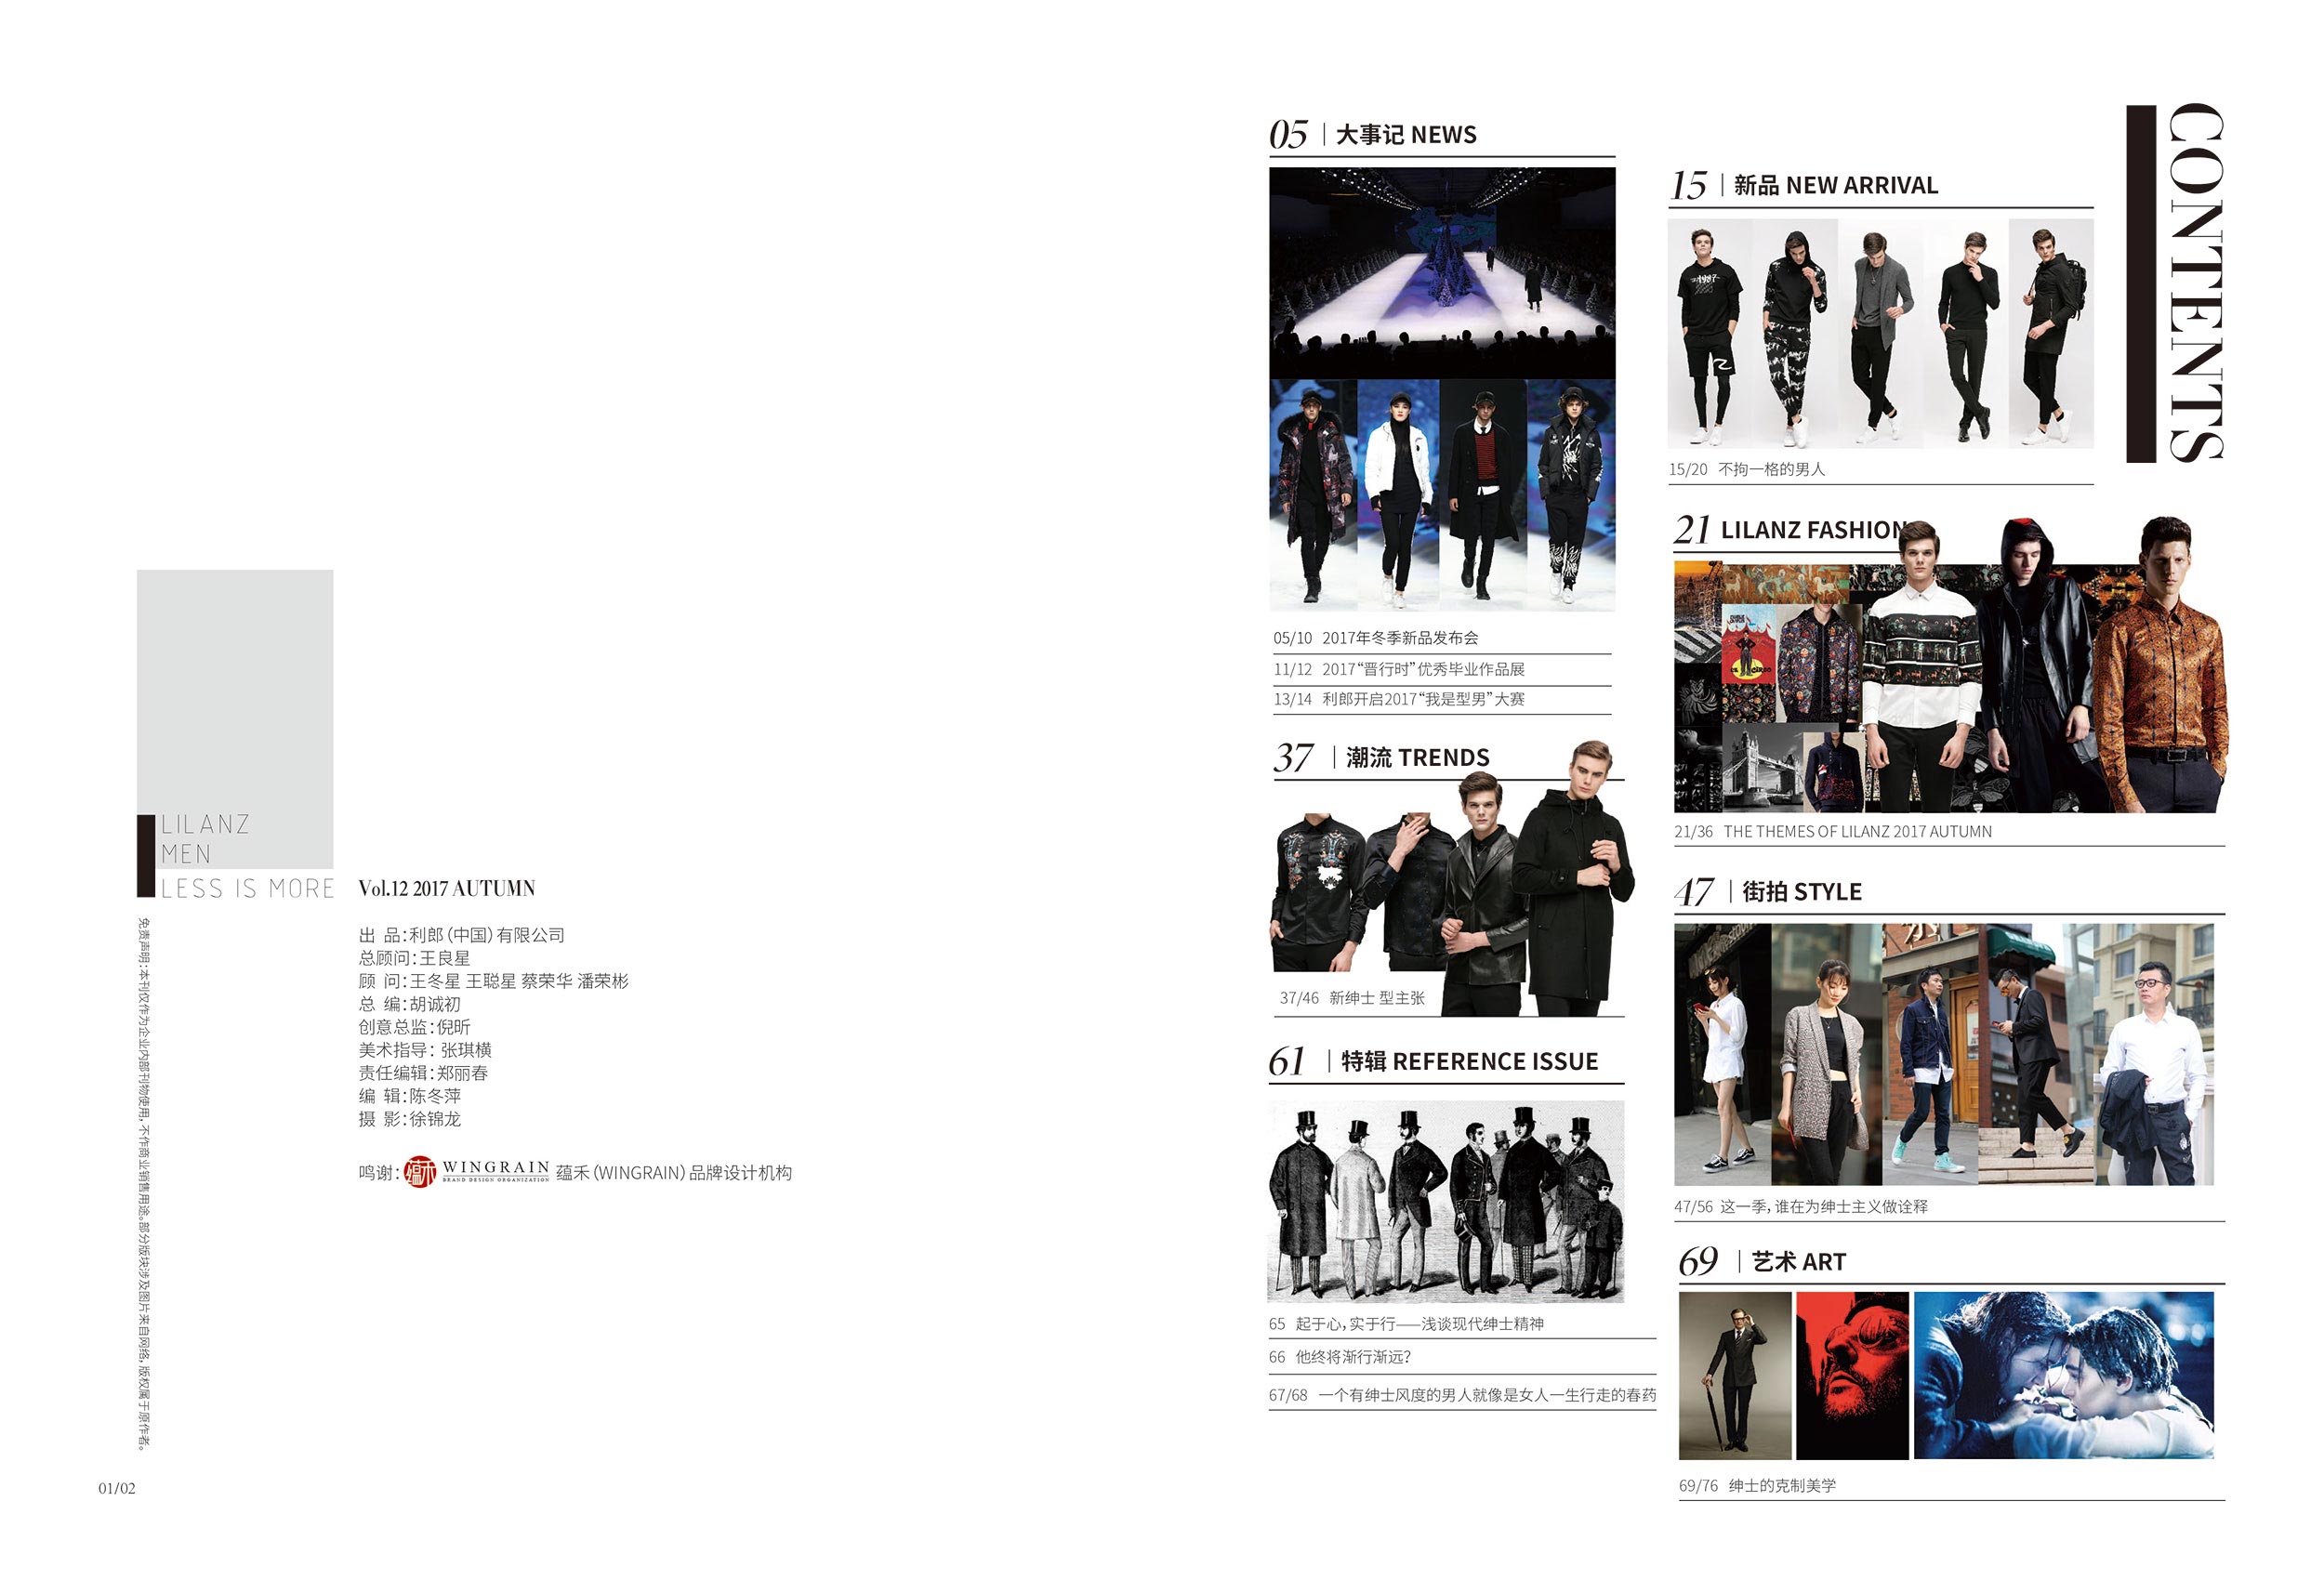 LILANZ
MEN
LESS IS MORE
Vol.12 2017 AUTUMN
出 品：利郎（中国）有限公司
总顾问：王良星
顾 问：王冬星 王聪星 蔡荣华 潘荣彬
总 编：胡诚初
创意总监：倪昕
美术指导：张琪横
责任编辑：郑丽春
编 辑：陈冬萍
摄 影：徐锦龙
鸣谢：蕴禾 WINGRAIN BRAND DESIGN ORGANIZATION 蕴禾（WINGRAIN）品牌设计机构
免责声明：本刊仅作为企业内部刊物使用，不作商业销售用途。部分版块涉及图片来自网络，版权属于原作者。
01/02
CONTENTS
05 | 大事记 NEWS
05/10 2017年冬季新品发布会
11/12 2017“晋行时”优秀毕业作品展
13/14 利郎开启2017“我是型男”大赛
15 | 新品 NEW ARRIVAL
1987
15/20 不拘一格的男人
21 LILANZ FASHION
21/36 THE THEMES OF LILANZ 2017 AUTUMN
37 | 潮流 TRENDS
37/46 新绅士 型主张
47 | 街拍 STYLE
47/56 这一季，谁在为绅士主义做诠释
61 | 特辑 REFERENCE ISSUE
65 起于心，实于行——浅谈现代绅士精神
66 他终将渐行渐远？
67/68 一个有绅士风度的男人就像是女人一生行走的春药
69 | 艺术 ART
69/76 绅士的克制美学